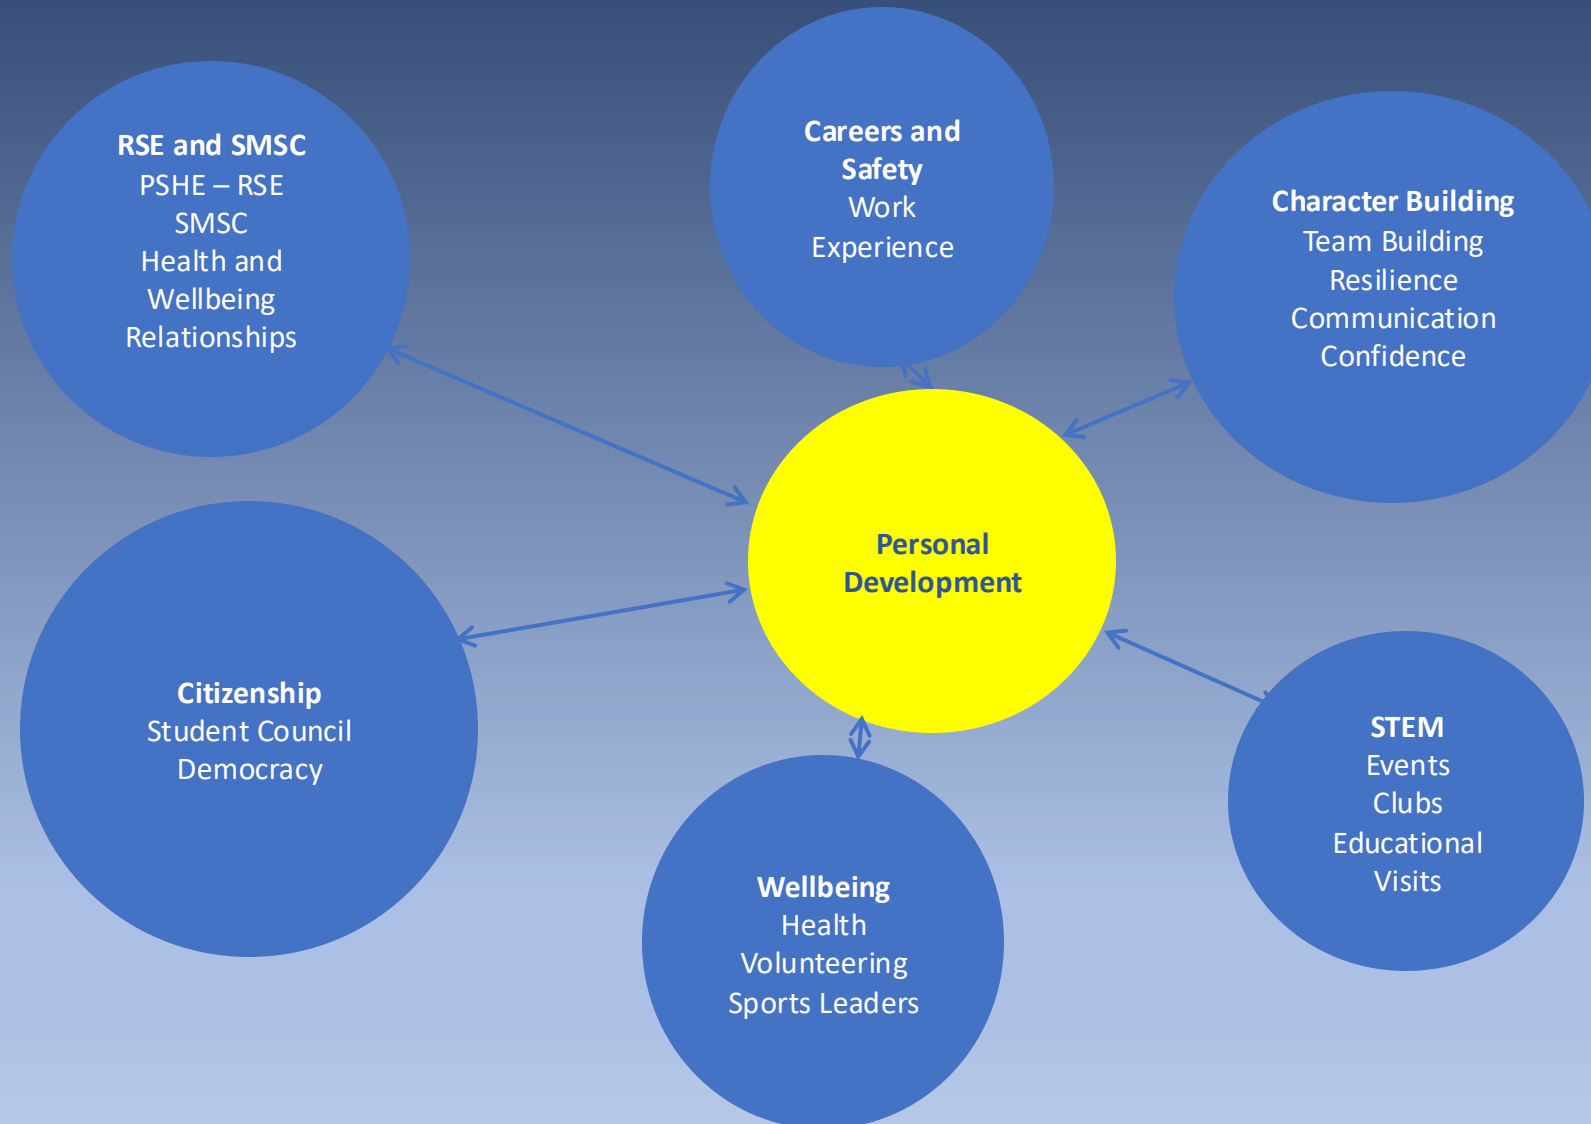 RSE and SMSC
PSHE – RSE
SMSC
Health and
Wellbeing
Relationships
Careers and
Safety
Work
Experience
Character Building
Team Building
Resilience
Communication
Confidence
Personal
Development
Citizenship
Student Council
Democracy
Wellbeing
Health
Volunteering
Sports Leaders
STEM
Events
Clubs
Educational
Visits